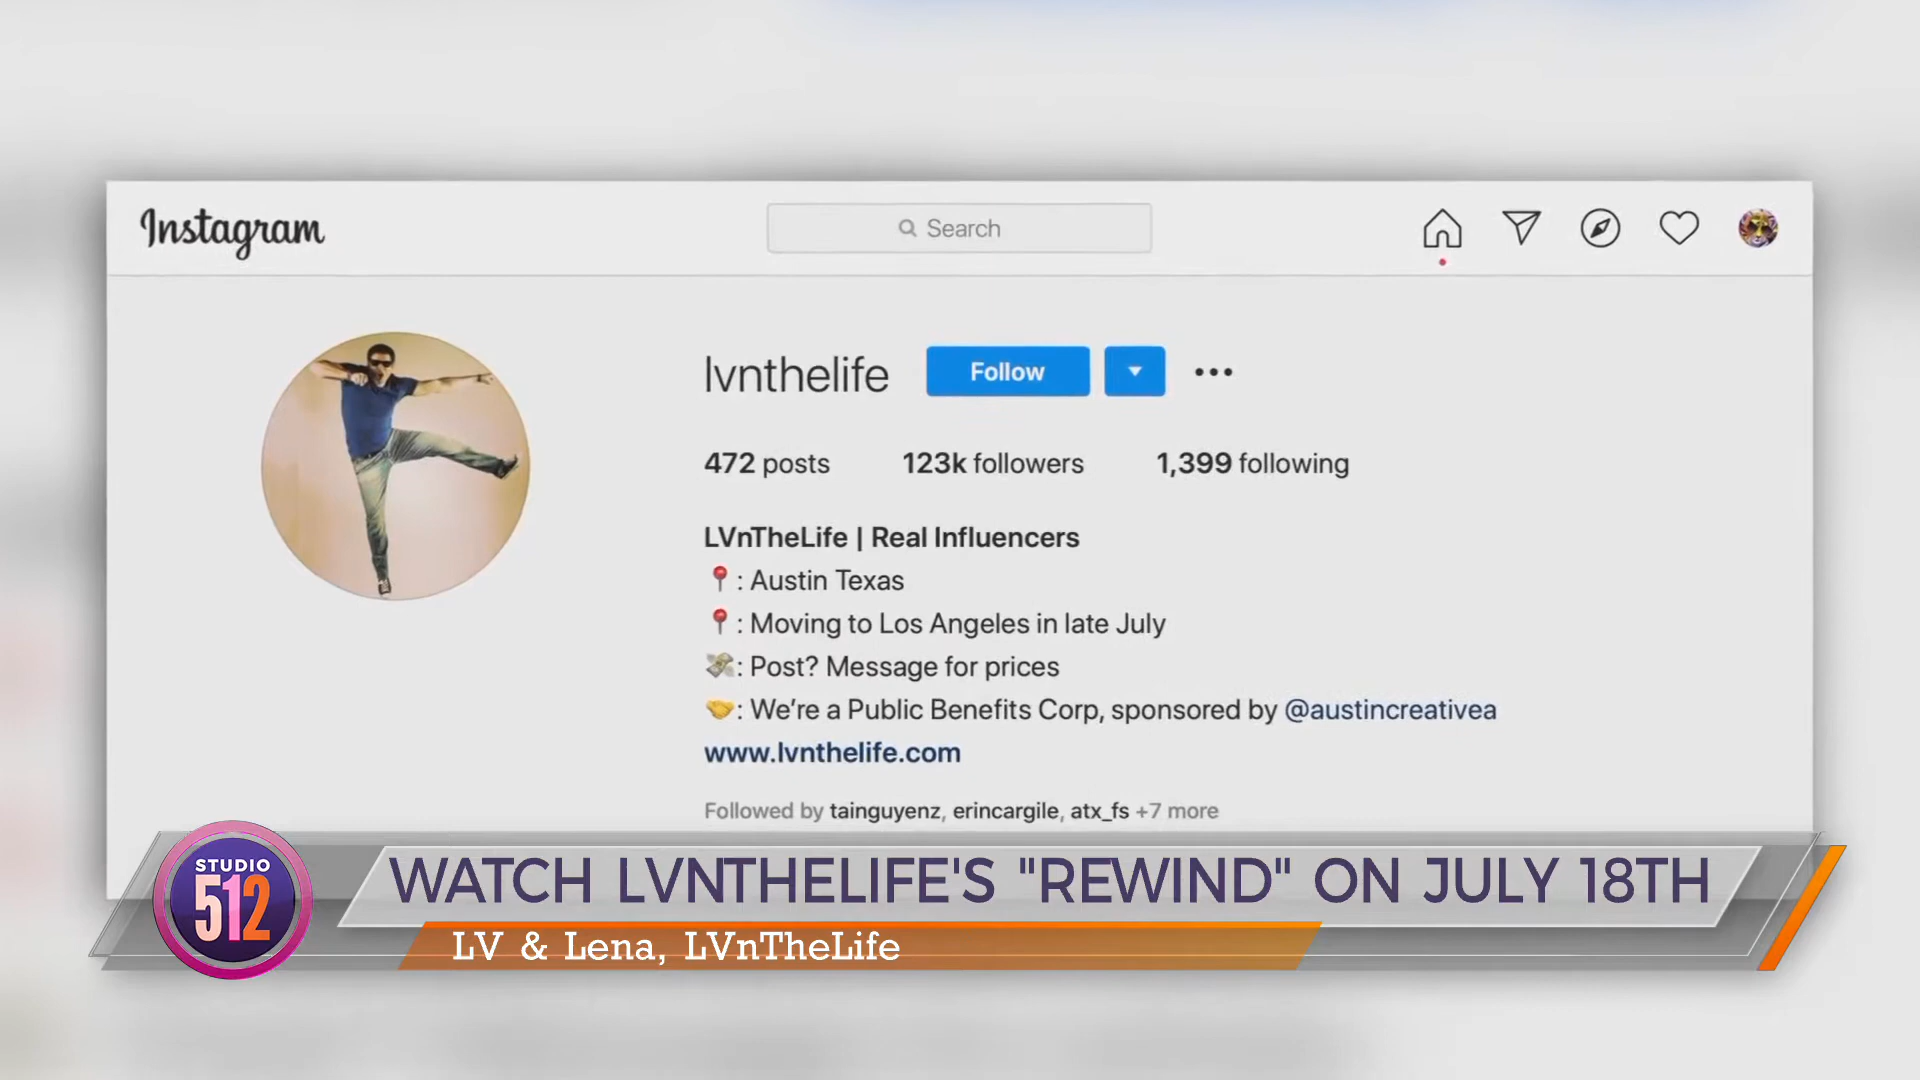 Instagram
Search
lvnthelife Follow
472 posts 123k followers 1,399 following
LVnTheLife | Real Influencers
📍: Austin Texas
📍: Moving to Los Angeles in late July
💸: Post? Message for prices
🤝: We’re a Public Benefits Corp, sponsored by @austincreativea
www.lvnthelife.com
Followed by tainguyenz, erincargile, atx_fs +7 more
STUDIO
512
WATCH LVNTHELIFE'S "REWIND" ON JULY 18TH
LV & Lena, LVnTheLife